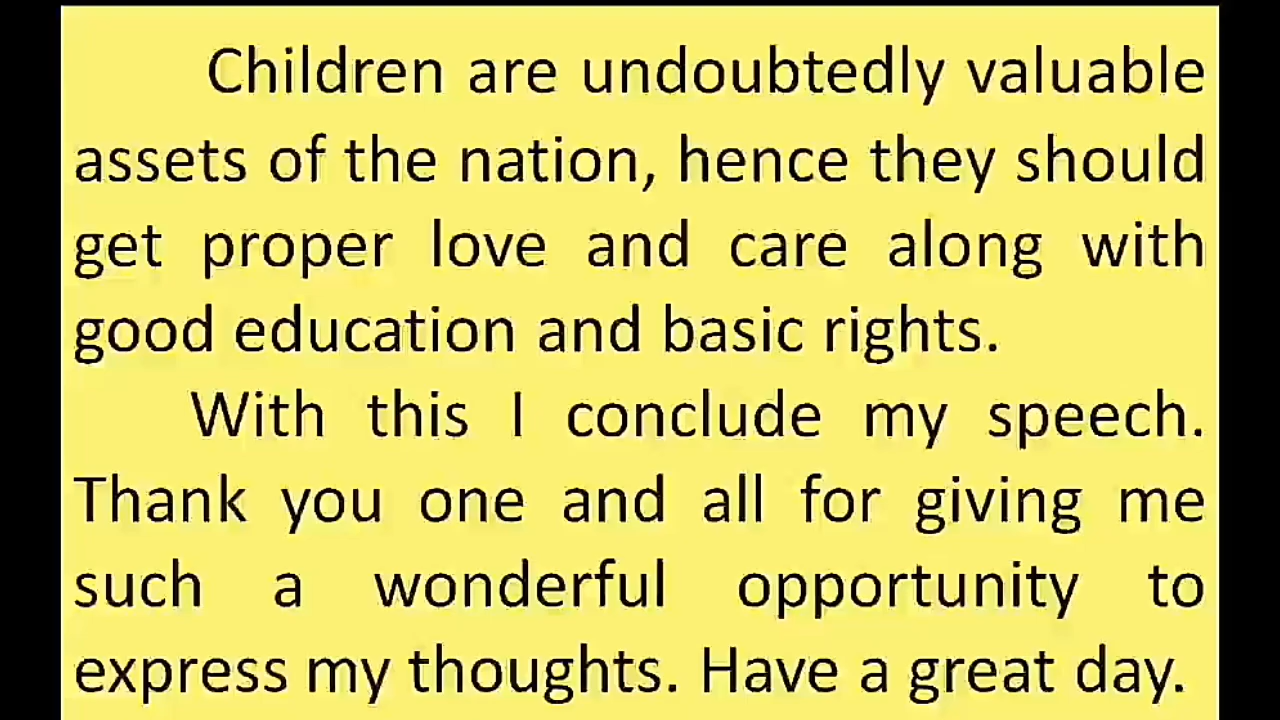 Children are undoubtedly valuable
assets of the nation, hence they should
get proper love and care along with
good education and basic rights.
With this I conclude my speech.
Thank you one and all for giving me
such a wonderful opportunity to
express my thoughts. Have a great day.